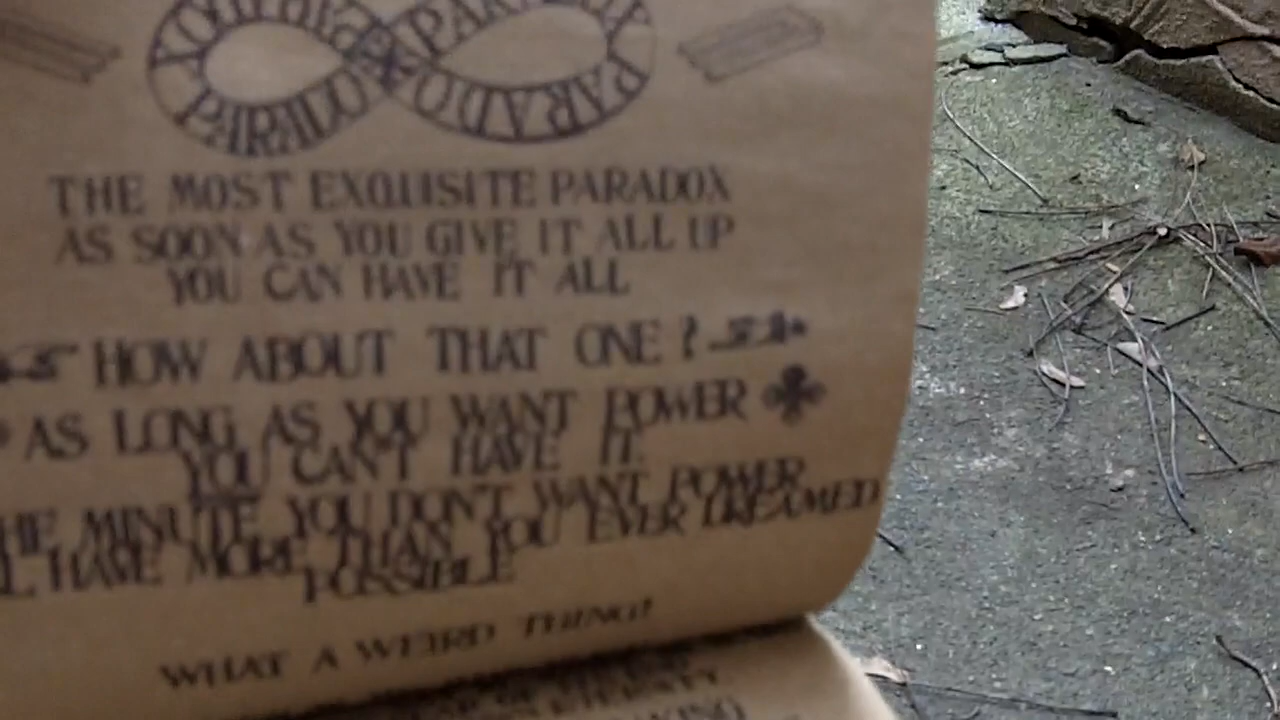 PARADOX PARADOX
PARADOX PARADOX
THE MOST EXQUISITE PARADOX
AS SOON AS YOU GIVE IT ALL UP
YOU CAN HAVE IT ALL
HOW ABOUT THAT ONE?
AS LONG AS YOU WANT POWER
YOU CAN'T HAVE IT.
HE MINUTE YOU DON'T WANT POWER
L HAVE MORE THAN YOU EVER DREAMED
POSSIBLE
WHAT A WEIRD THING!